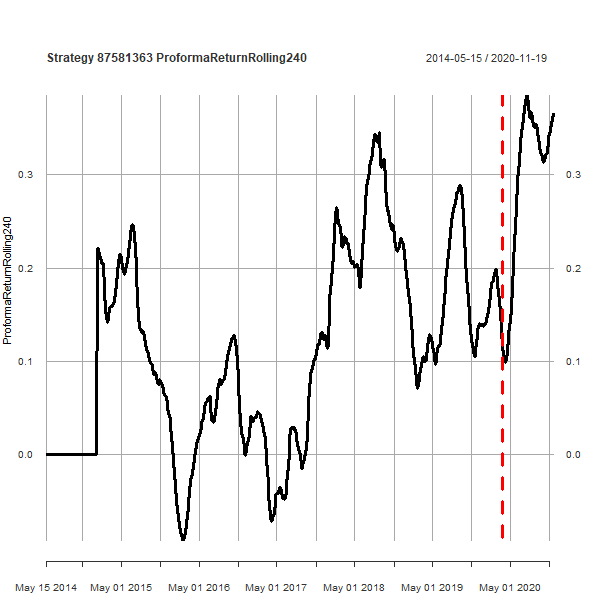 Strategy 87581363 ProformaReturnRolling240 2014-05-15 / 2020-11-19
ProformaReturnRolling240
0.3 0.3
0.2 0.2
0.1 0.1
0.0 0.0
May 15 2014 May 01 2015 May 01 2016 May 01 2017 May 01 2018 May 01 2019 May 01 2020